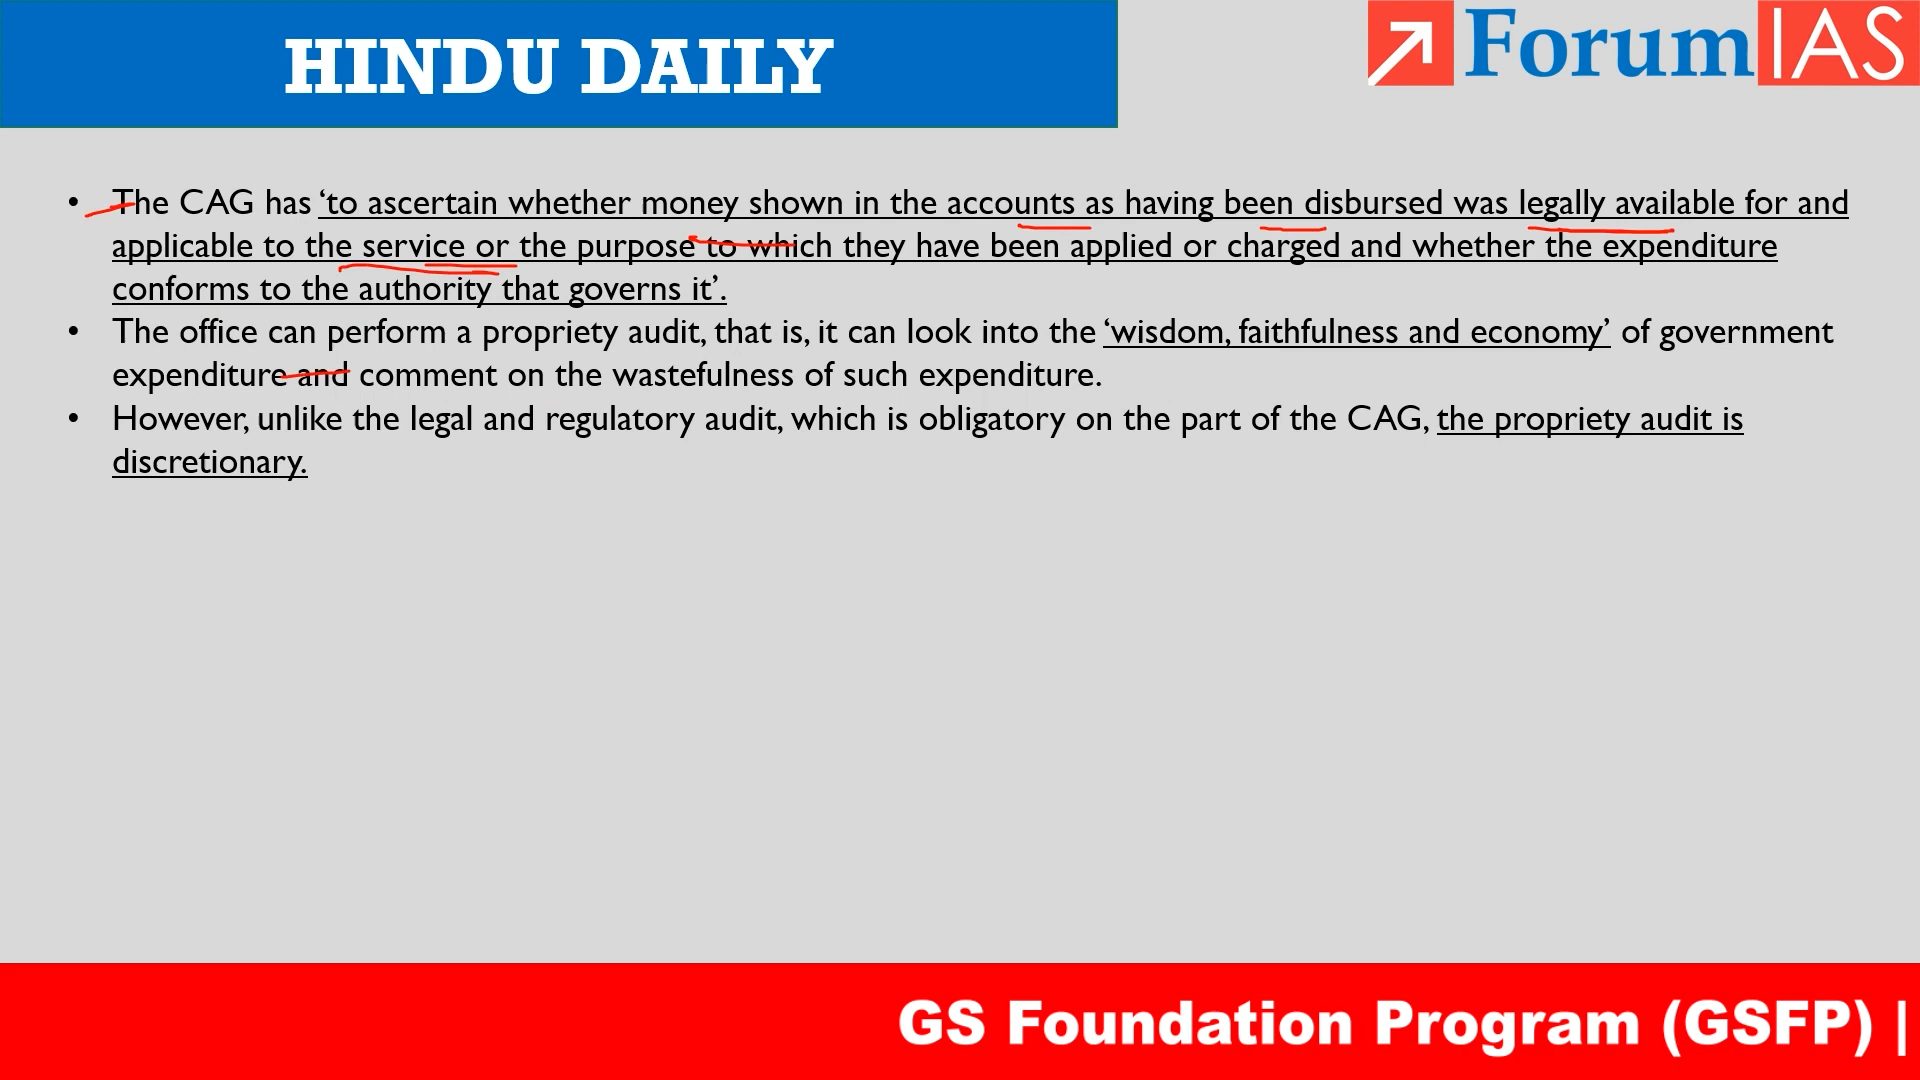 HINDU DAILY
Forum IAS
• The CAG has ‘to ascertain whether money shown in the accounts as having been disbursed was legally available for and
applicable to the service or the purpose to which they have been applied or charged and whether the expenditure
conforms to the authority that governs it’.
• The office can perform a propriety audit, that is, it can look into the ‘wisdom, faithfulness and economy’ of government
expenditure and comment on the wastefulness of such expenditure.
• However, unlike the legal and regulatory audit, which is obligatory on the part of the CAG, the propriety audit is
discretionary.
GS Foundation Program (GSFP) |